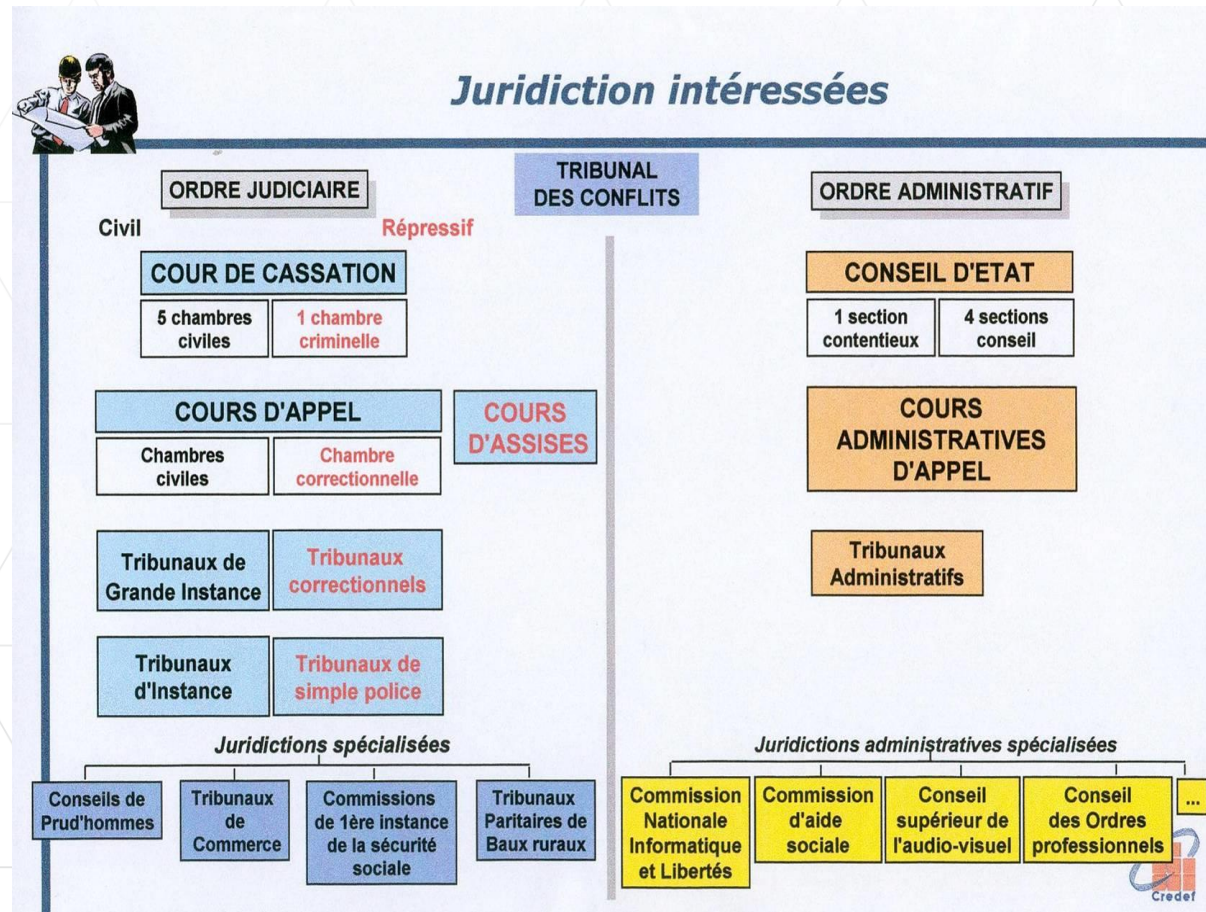 Juridiction intéressées
TRIBUNAL
DES CONFLITS
ORDRE JUDICIAIRE
ORDRE ADMINISTRATIF
Civil
Répressif
COUR DE CASSATION
5 chambres
civiles
1 chambre
criminelle
CONSEIL D'ETAT
1 section
contentieux
4 sections
conseil
COURS D'APPEL
Chambres
civiles
Chambre
correctionnelle
COURS
D'ASSISES
COURS
ADMINISTRATIVES
D'APPEL
Tribunaux de
Grande Instance
Tribunaux
correctionnels
Tribunaux
Administratifs
Tribunaux
d'Instance
Tribunaux de
simple police
Juridictions spécialisées
Conseils de
Prud'hommes
Tribunaux
de
Commerce
Commissions
de 1ère instance
de la sécurité
sociale
Tribunaux
Paritaires de
Baux ruraux
Juridictions administratives spécialisées
Commission
Nationale
Informatique
et Libertés
Commission
d'aide
sociale
Conseil
supérieur de
l'audio-visuel
Conseil
des Ordres
professionnels
...
Credef